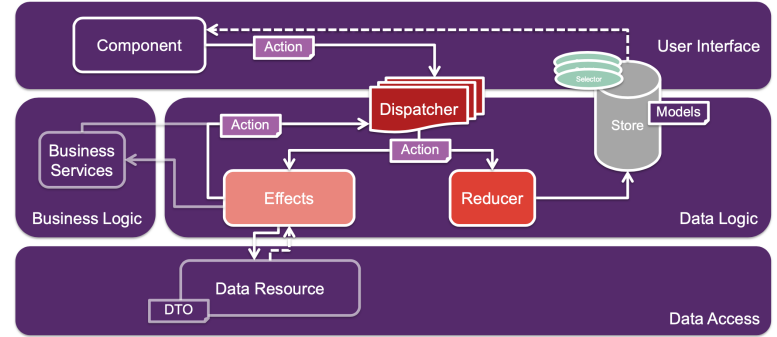 Component
Action
User Interface
Selector
Dispatcher
Models
Store
Action
Business
Services
Action
Effects
Reducer
Business Logic
Data Logic
Data Resource
DTO
Data Access